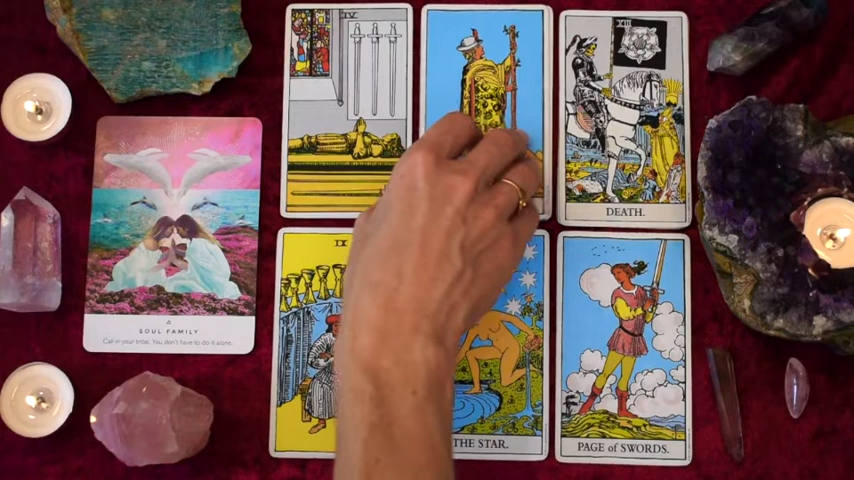 IV
XIII
DEATH.
SOUL FAMILY
Call in your tribe. You don't have to do it alone.
IX
THE STAR.
PAGE of SWORDS.